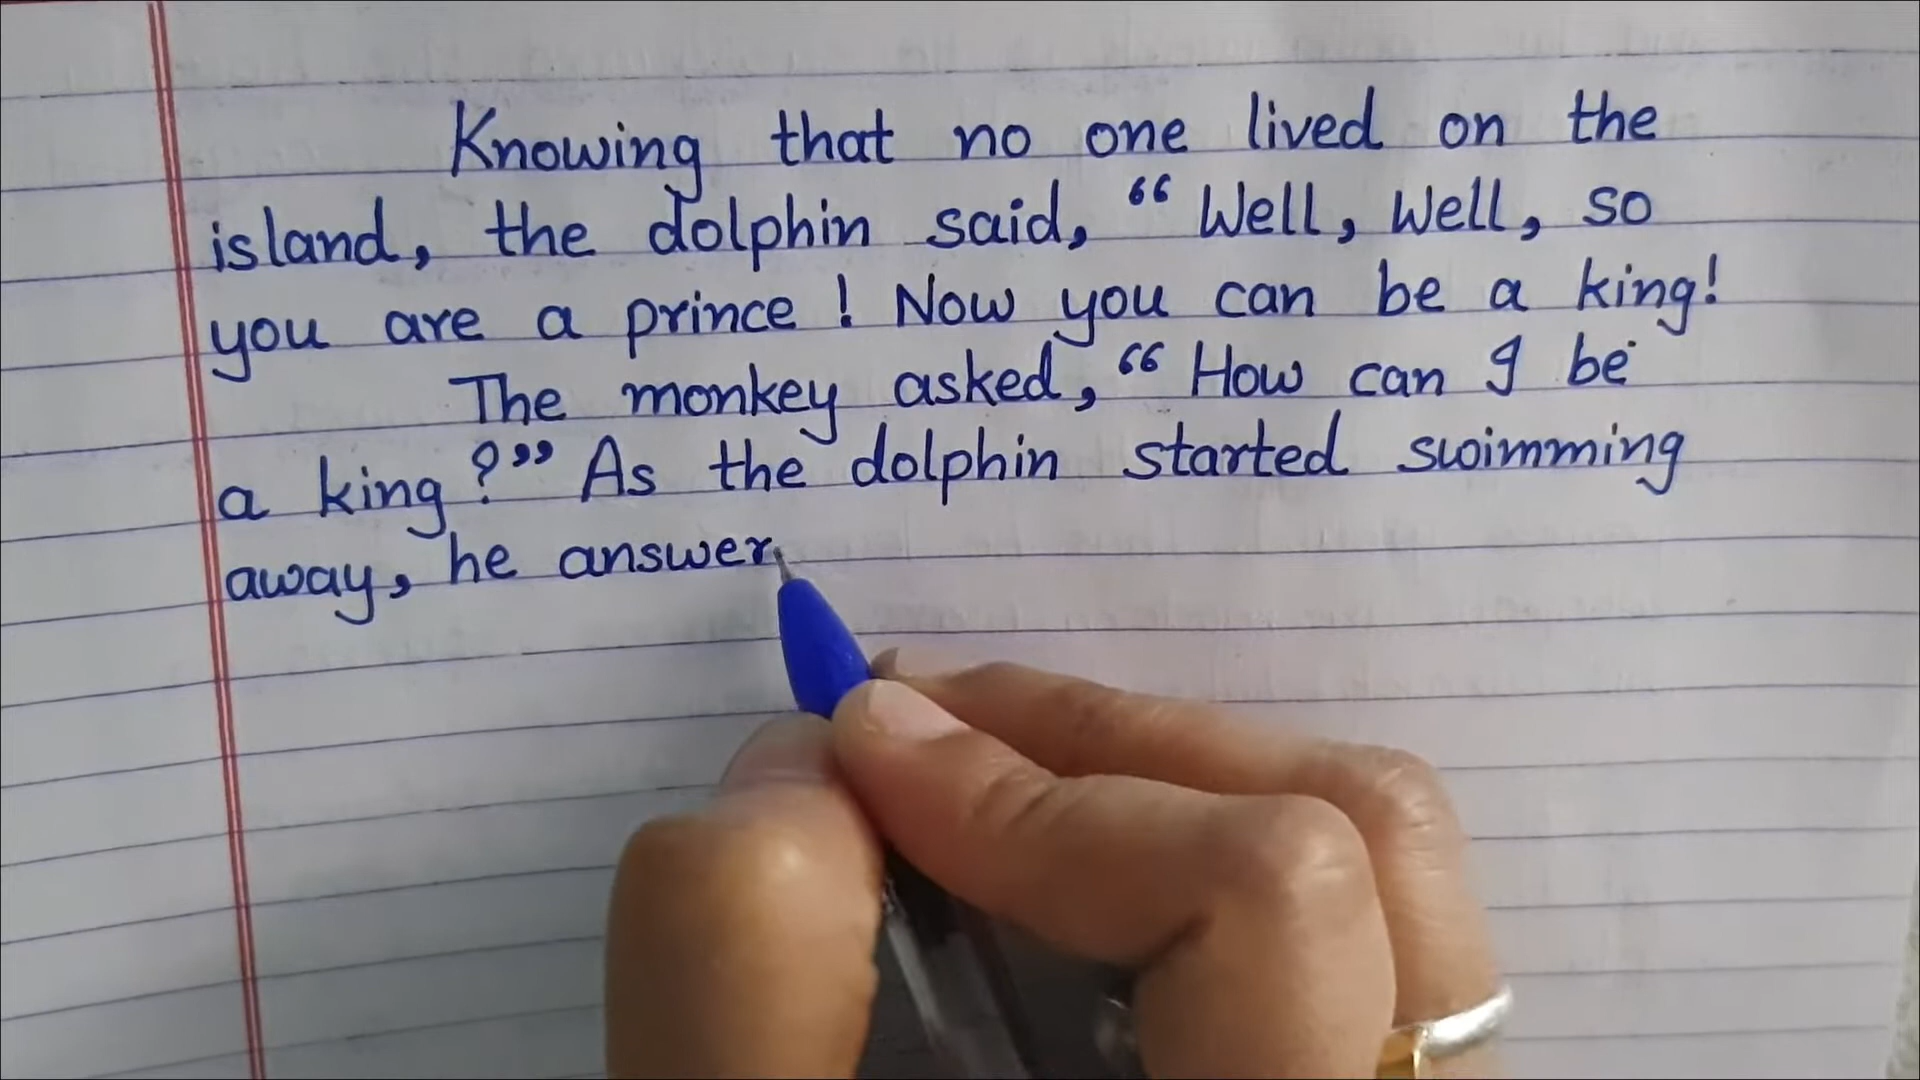 Knowing that no one lived on the
island, the dolphin said, “Well, Well, so
you are a prince! Now you can be a king!
The monkey asked, “How can I be
a king?” As the dolphin started swimming
away, he answer